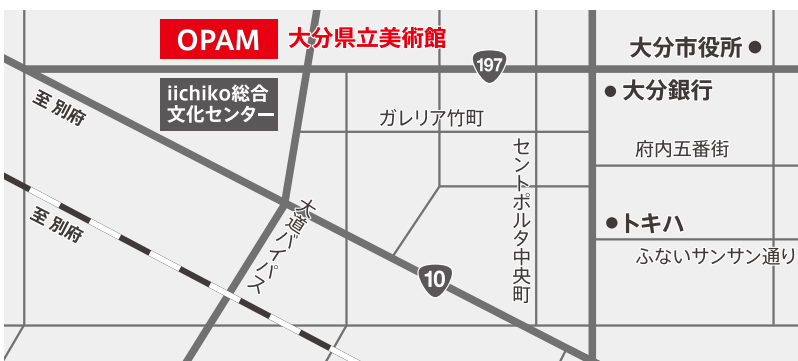 OPAM
大分県立美術館
大分市役所
197
iichiko総合
文化センター
大分銀行
至 別府
ガレリア竹町
府内五番街
セントポルタ中央町
至 別府
大道バイパス
トキハ
ふないサンサン通り
10